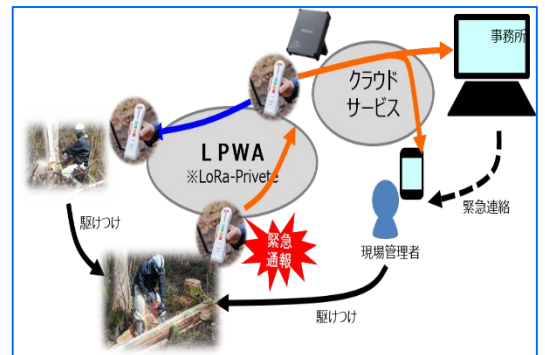 事務所
クラウド
サービス
LPWA
※LoRa-Privete
緊急
通報
駆けつけ
現場管理者
緊急連絡
駆けつけ